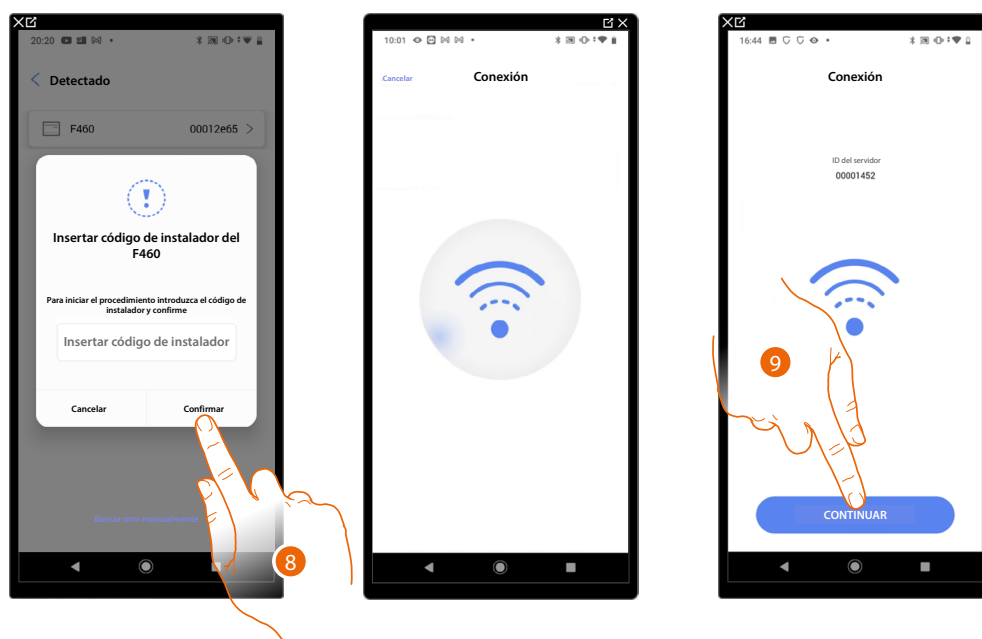 20:20
Detectado
F460
00012e65
Insertar código de instalador del
F460
Para iniciar el procedimiento introduzca el código de
instalador y confirme
Insertar código de instalador
Cancelar
Confirmar
8
10:01
Cancelar
Conexión
16:44
Conexión
ID del servidor
00001452
9
CONTINUAR